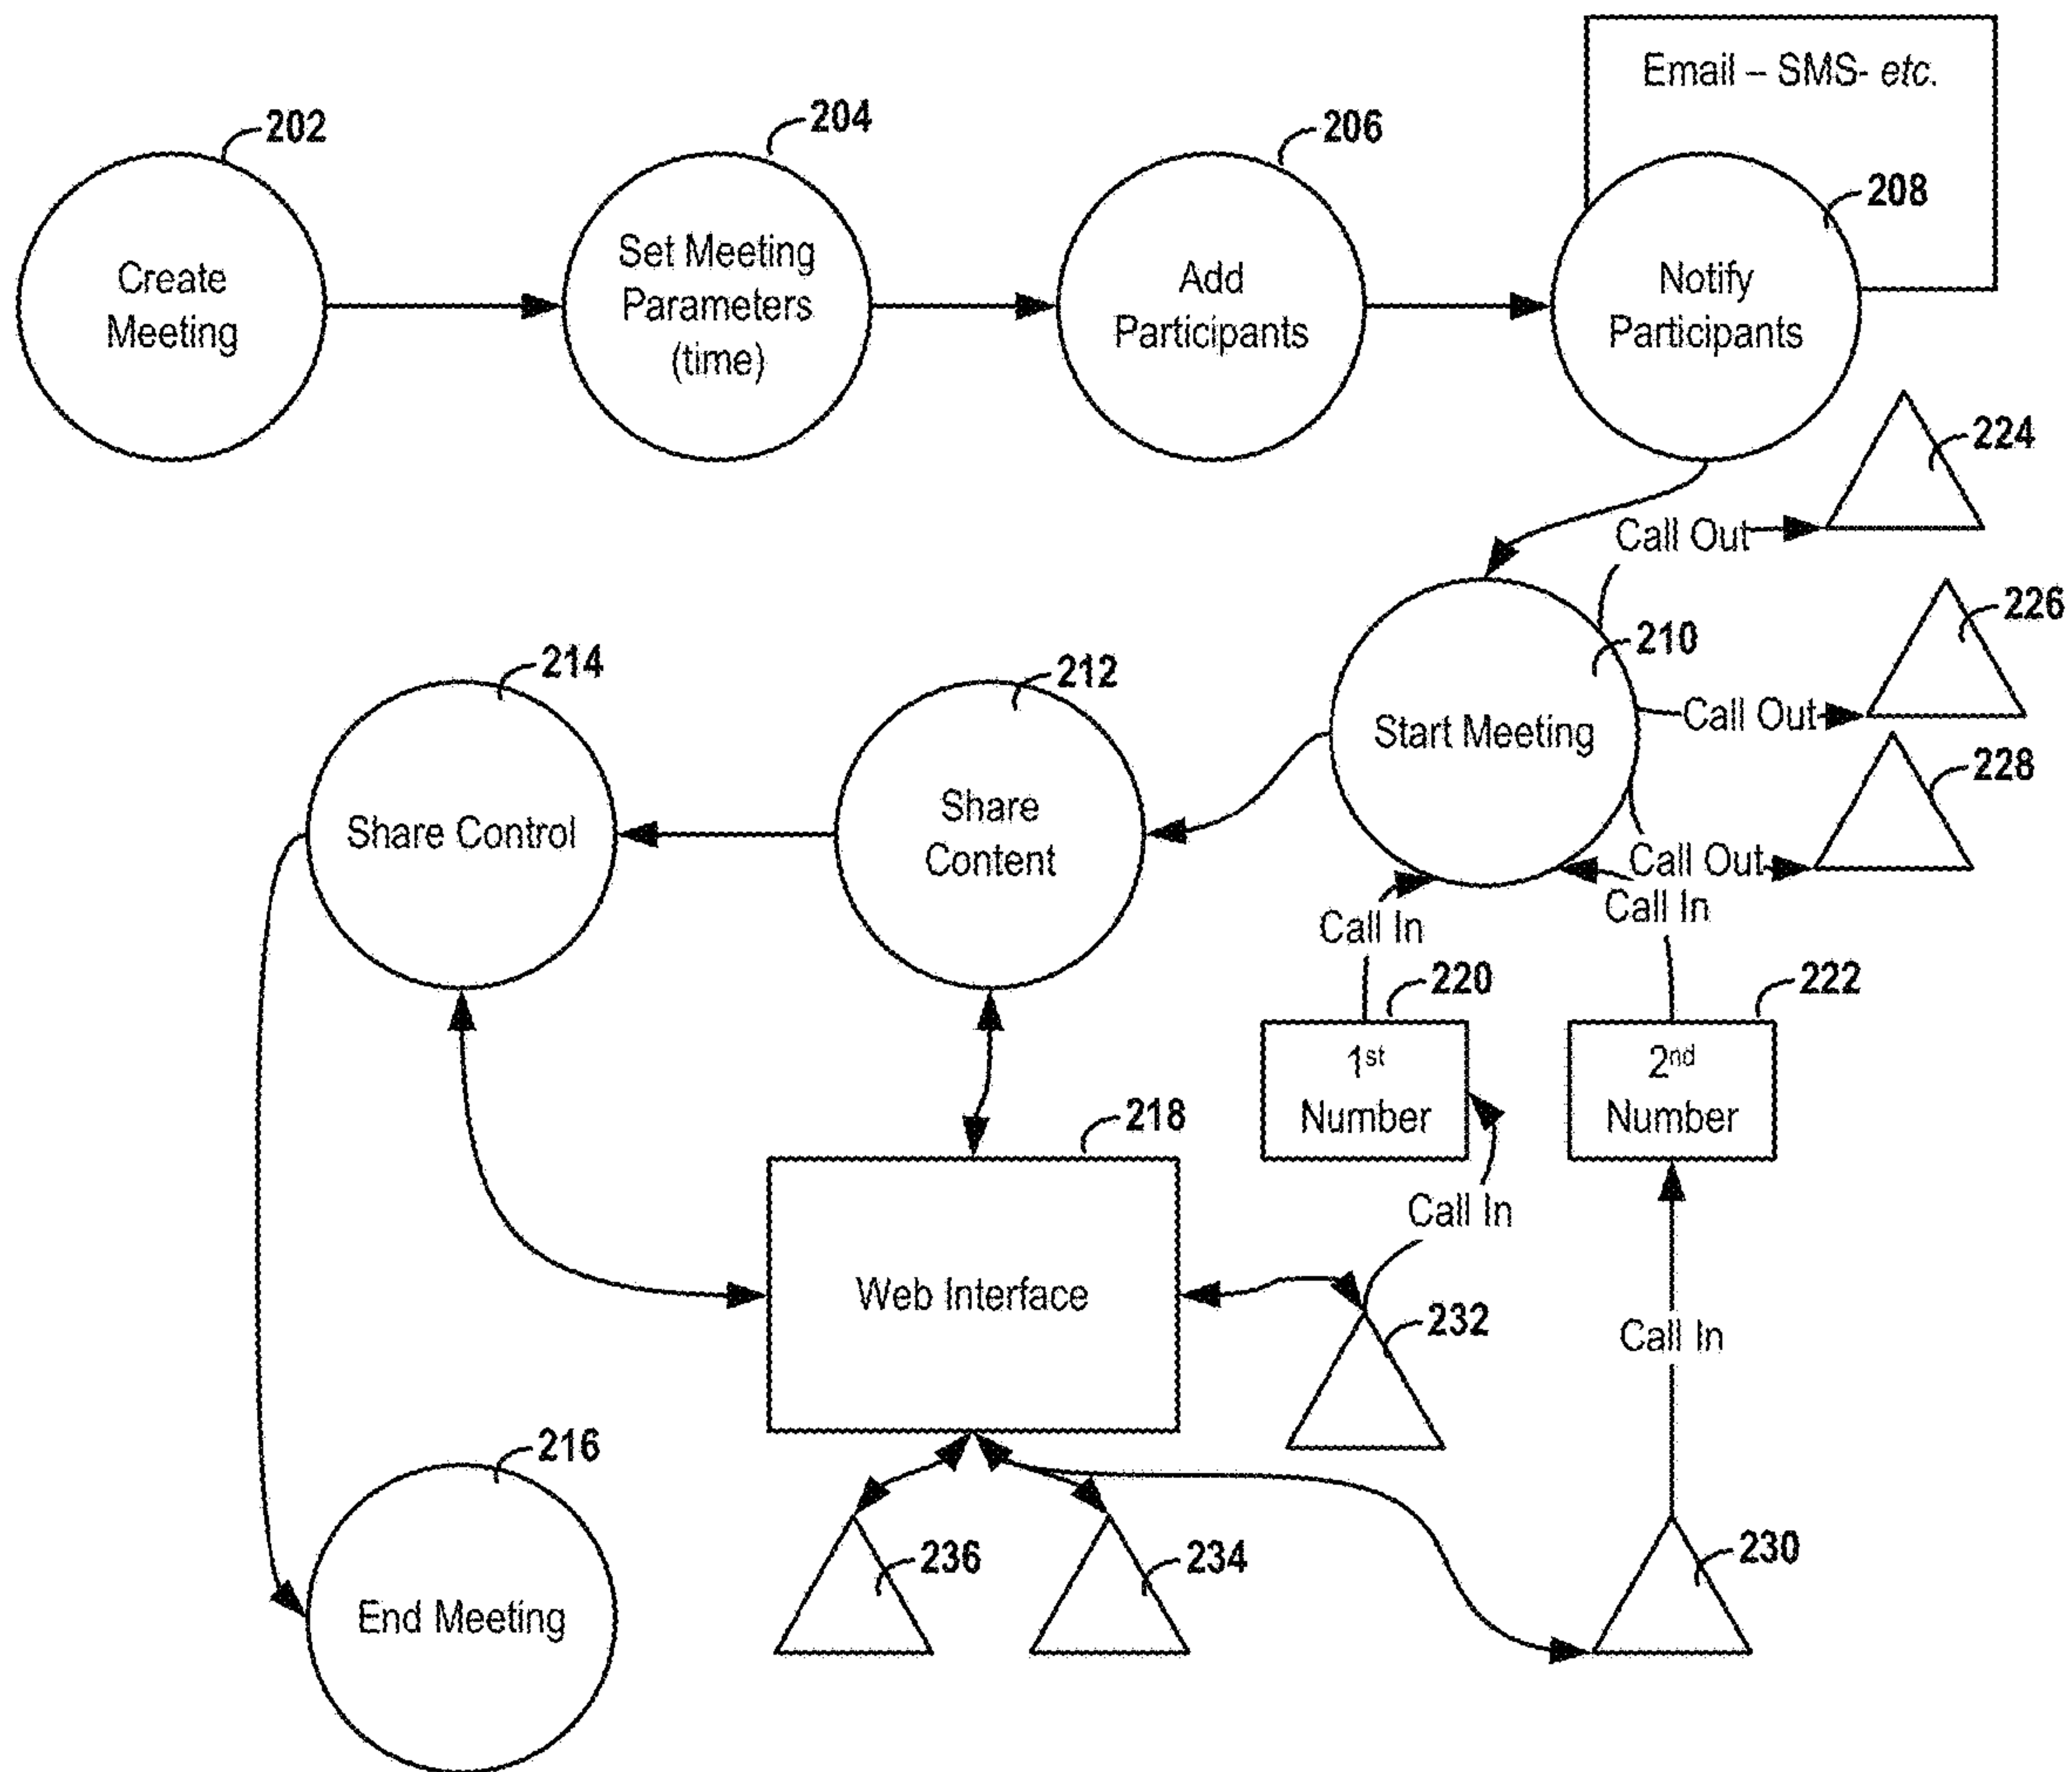 Email – SMS- etc.
202
204
206
208
Create
Meeting
Set Meeting
Parameters
(time)
Add
Participants
Notify
Participants
224
Call Out
226
210
214
212
Call Out
Start Meeting
228
Share Control
Share
Content
Call Out
Call In
Call In
220
222
1st
Number
2nd
Number
218
Call In
Web Interface
232
Call In
216
236
234
230
End Meeting